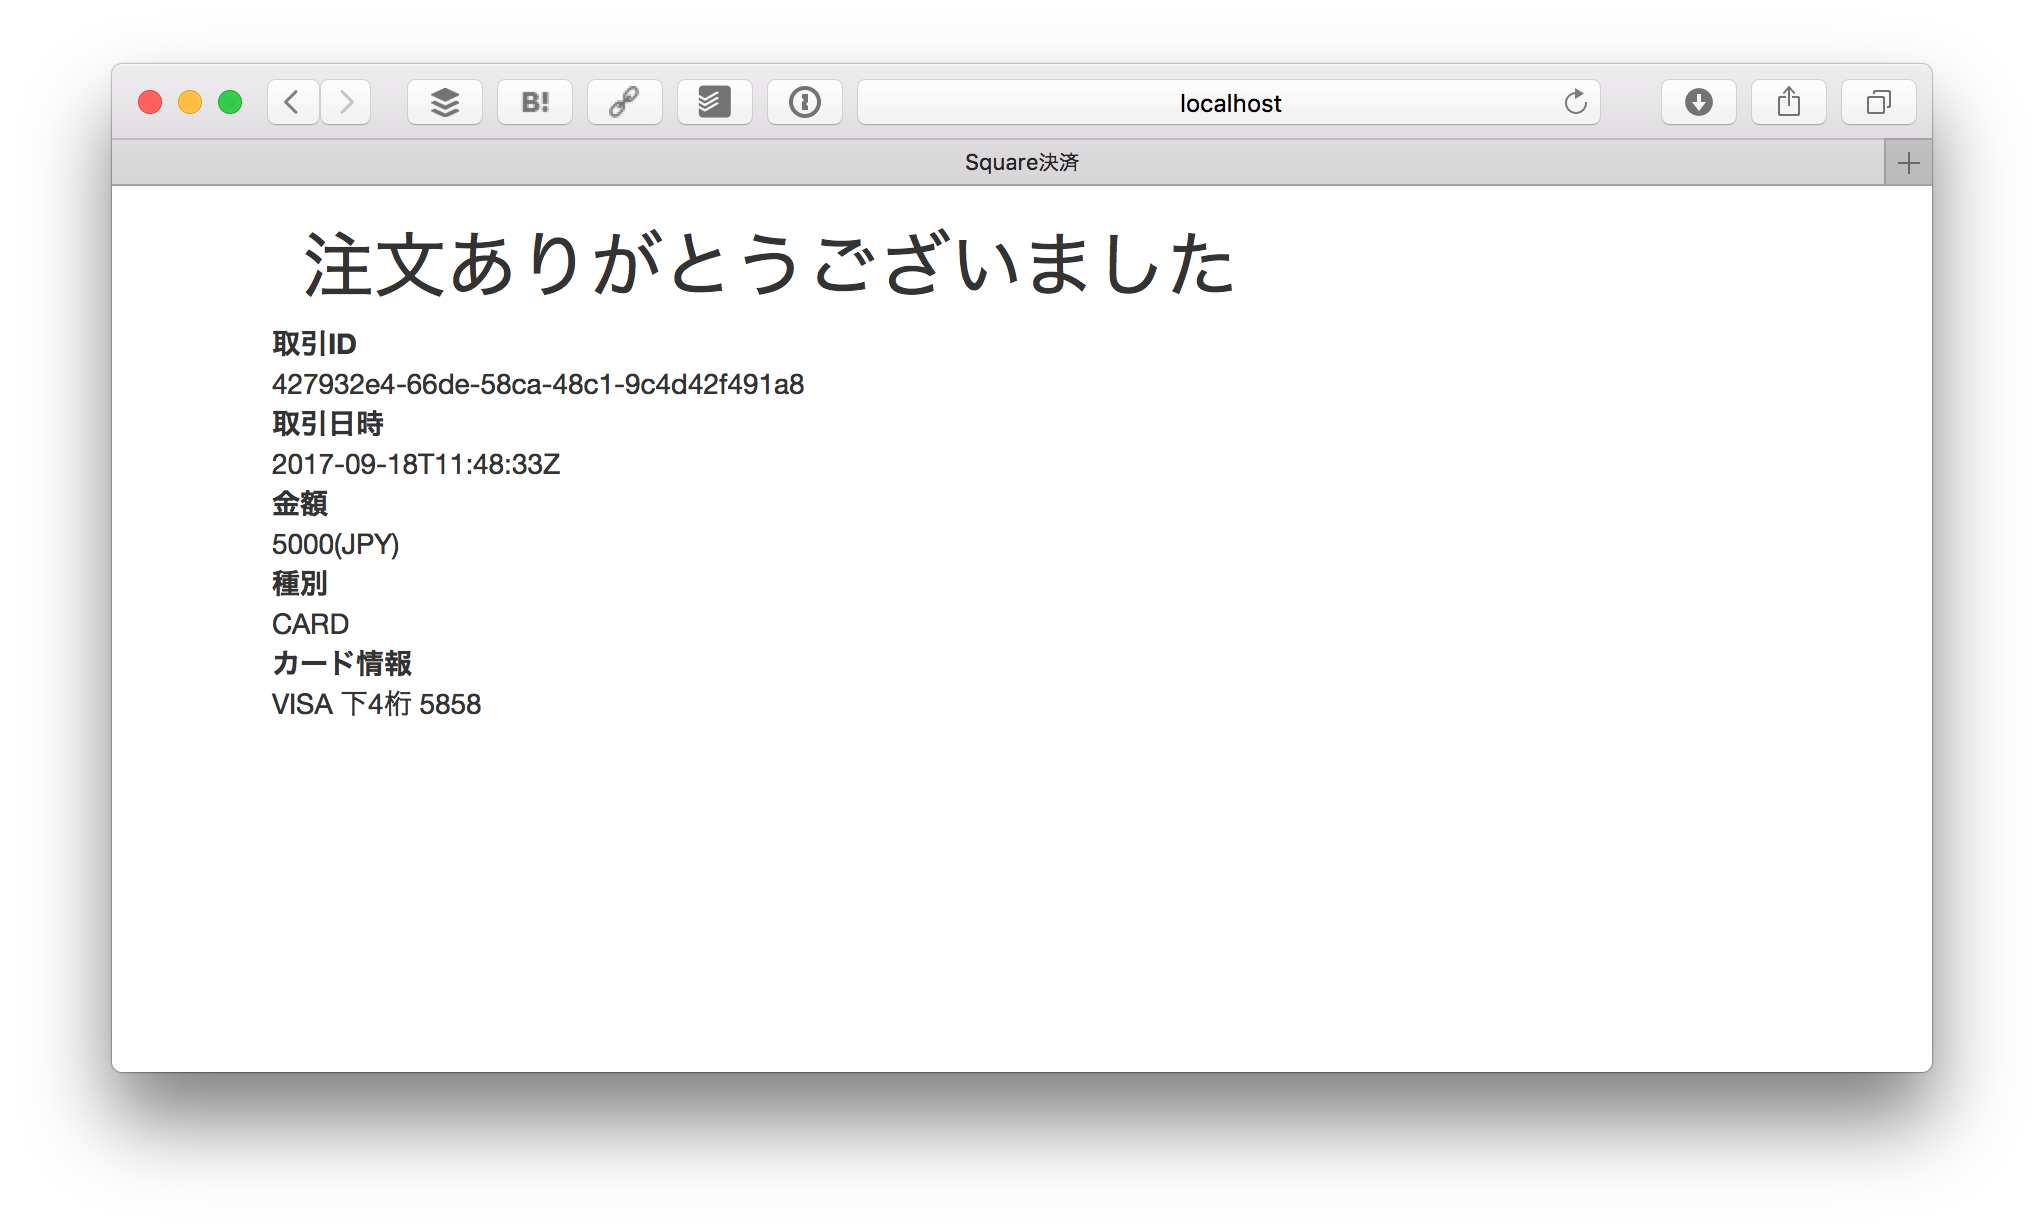 B!
localhost
Square決済
注文ありがとうございました
取引ID
427932e4-66de-58ca-48c1-9c4d42f491a8
取引日時
2017-09-18T11:48:33Z
金額
5000(JPY)
種別
CARD
カード情報
VISA 下4桁 5858